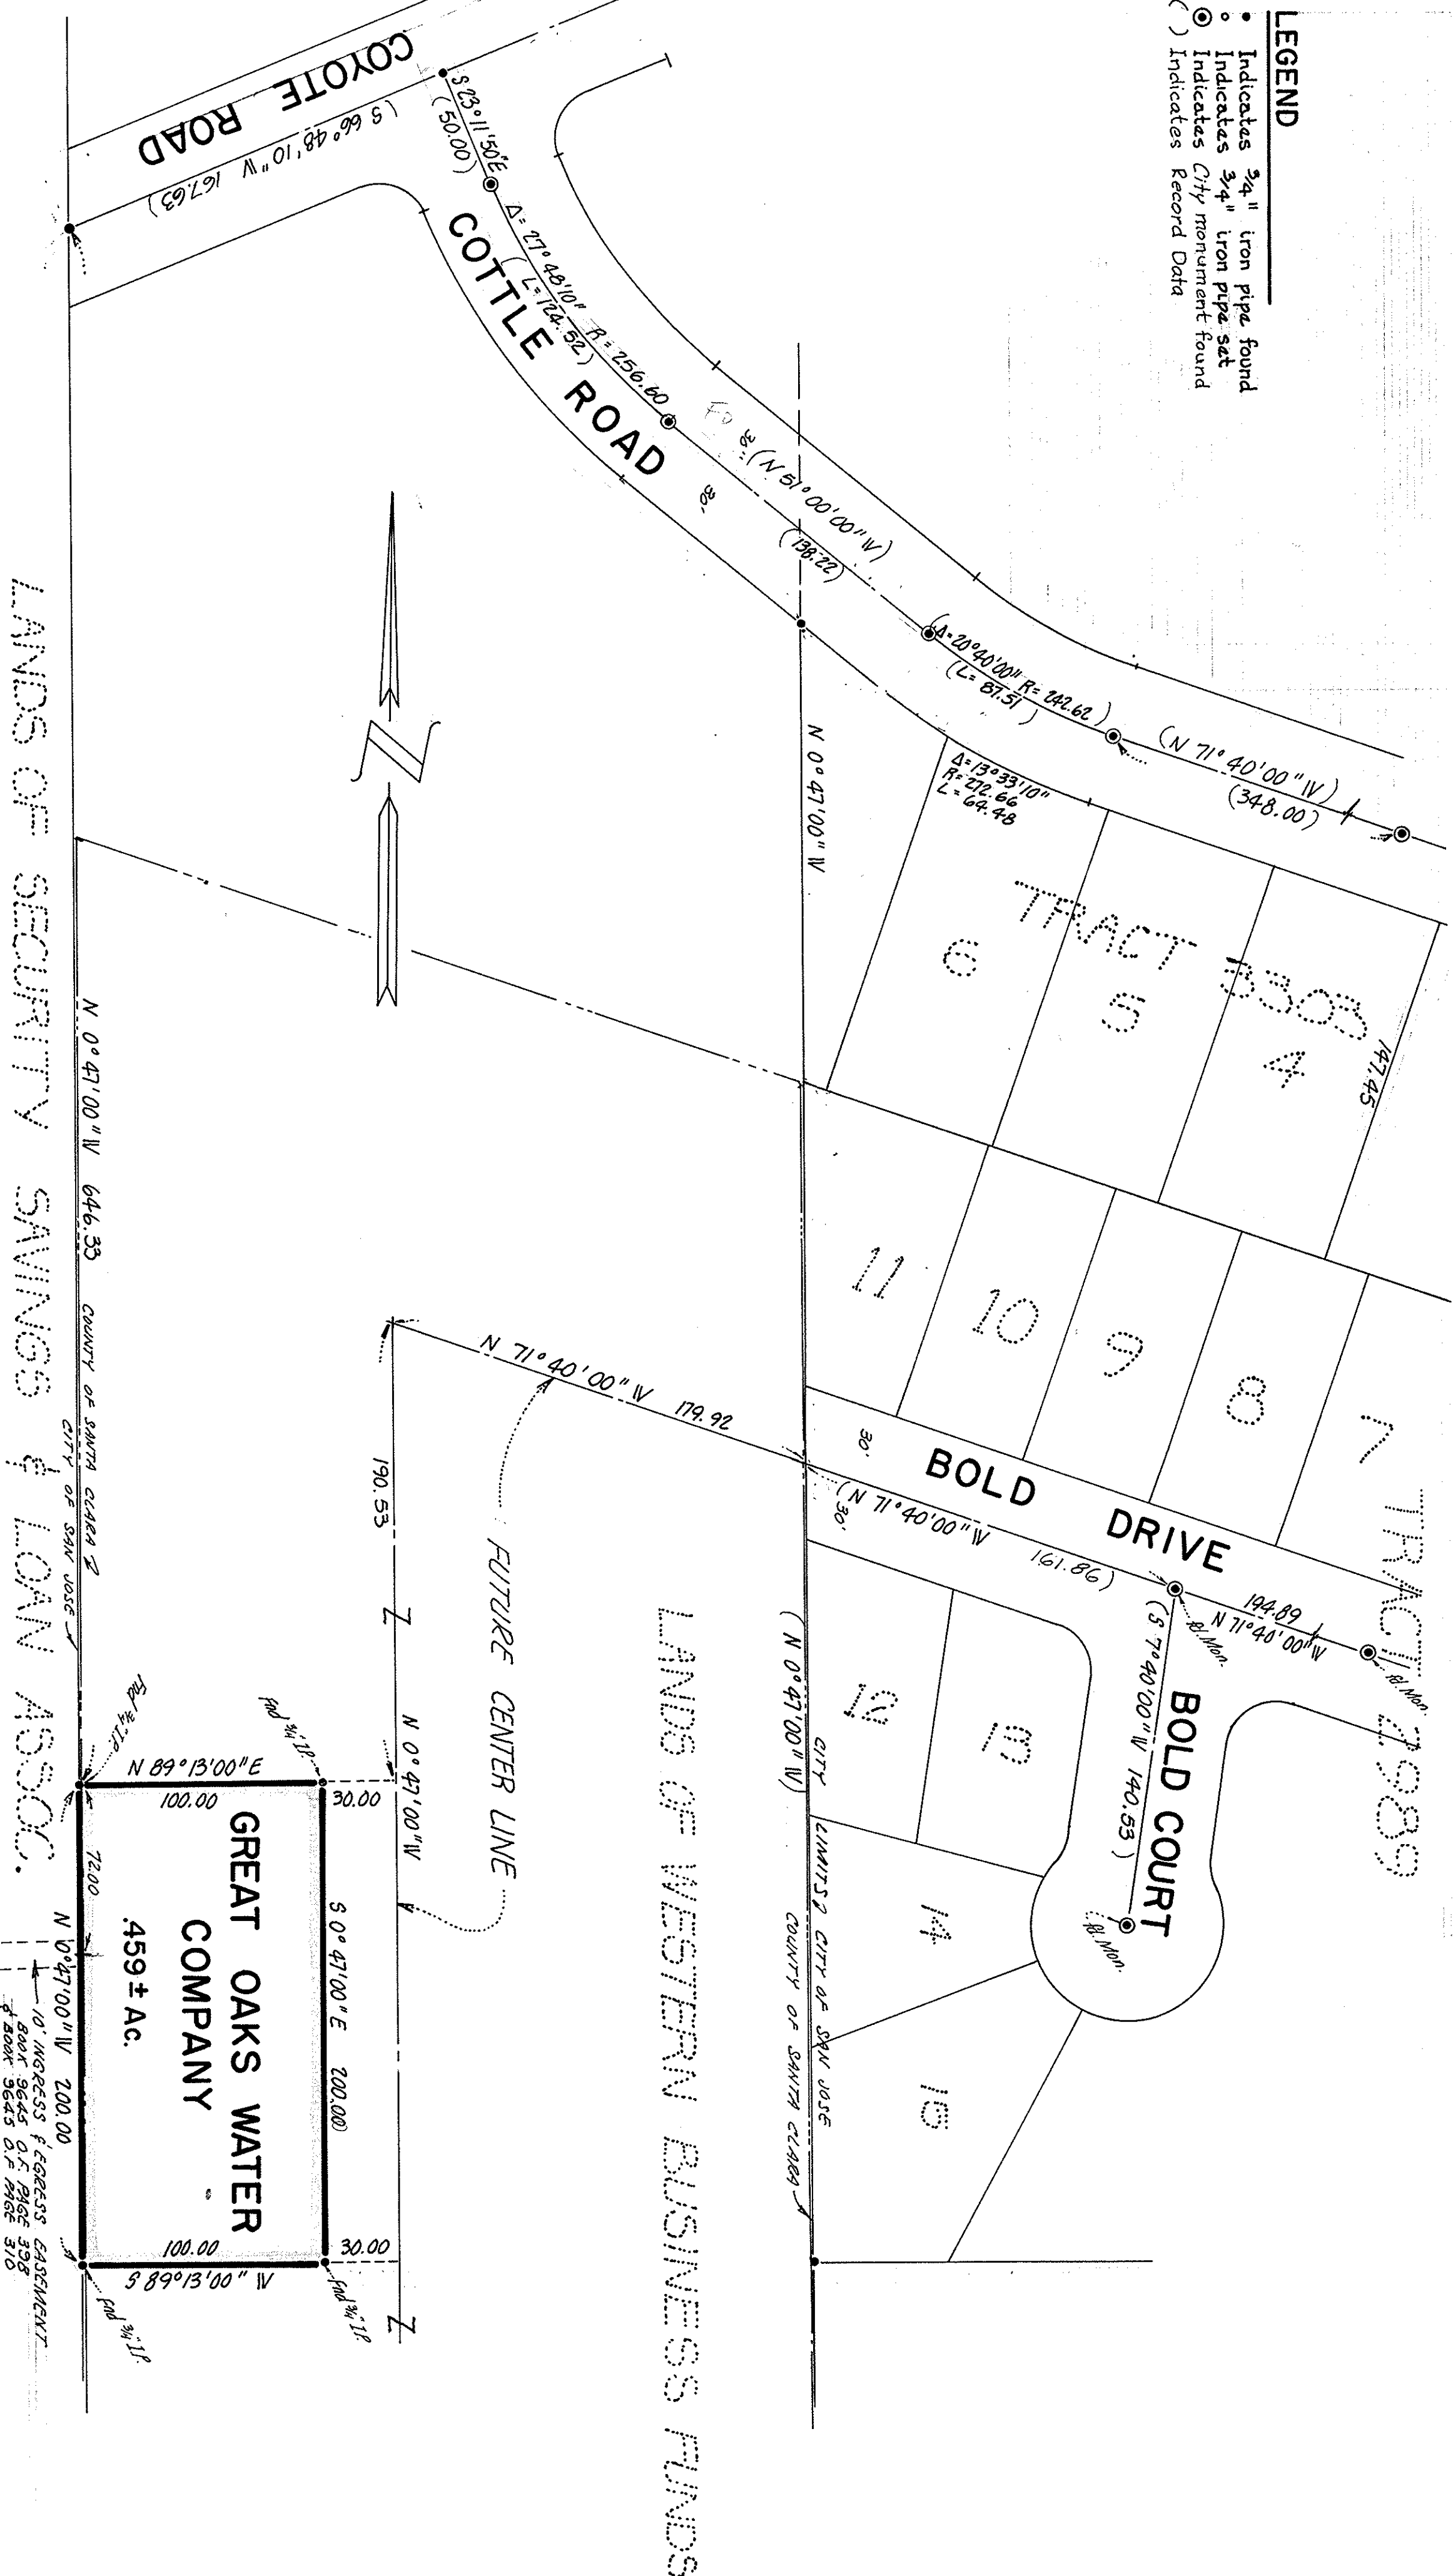 LEGEND
• Indicates 3/4" iron pipe found
° Indicates 3/4" iron pipe set
Indicates City monument found
( ) Indicates Record Data
COYOTE ROAD
(S 66°48'10" W 167.63)
S 23°11'50"E
(50.00)
Δ=27°48'10" R=256.60
(L=124.52)
COTTLE ROAD
30'
(N 51°00'00" W)
30'
(138.22)
(Δ=20°40'00" R=242.62)
(L=87.51)
(N 71°40'00" W)
(348.00)
Δ=13°33'10"
R=272.66
L=64.48
N 0°47'00" W
TRACT 3303
6
5
4
147.45
11
10
9
8
7
TRACT 2989
N
N 71°40'00" W 179.92
BOLD DRIVE
30'
30'
(N 71°40'00" W 161.86)
194.89
N 71°40'00" W
fd. Mon.
fd. Mon.
(S 7°40'00" W 140.53)
BOLD COURT
fd. Mon.
12
13
14
15
(N 0°47'00" W)
CITY LIMITS CITY OF SAN JOSE
COUNTY OF SANTA CLARA
LANDS OF WESTERN BUSINESS FUNDS
FUTURE CENTER LINE
190.53
N 0°47'00" W
LANDS OF SECURITY SAVINGS & LOAN ASSOC.
N 0°47'00" W 646.33
COUNTY OF SANTA CLARA
CITY OF SAN JOSE
Fnd 3/4" I.P.
Fnd 3/4" I.P.
N 89°13'00" E
100.00
30.00
GREAT OAKS WATER
COMPANY
.459± Ac.
S 0°47'00" E 200.00
72.00
N 0°47'00" W 200.00
100.00
30.00
S 89°13'00" W
Fnd 3/4" I.P.
Fnd 3/4" I.P.
10' INGRESS & EGRESS EASEMENT
BOOK 9645 O.R. PAGE 398
& BOOK 9645 O.R. PAGE 310